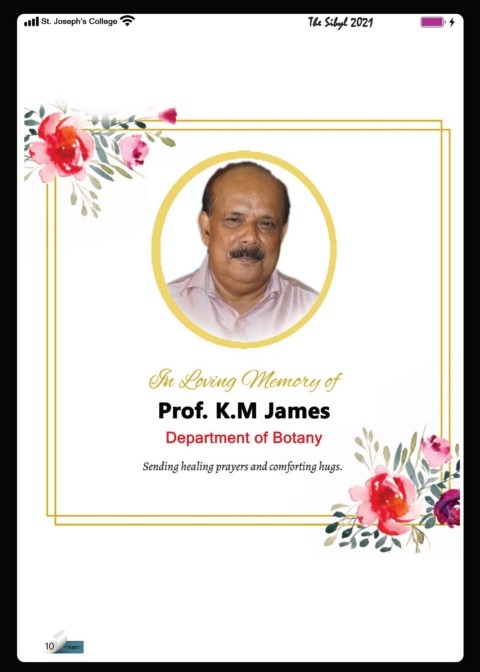 St. Joseph's College
The Sibyl 2021
In Loving Memory of
Prof. K.M James
Department of Botany
Sending healing prayers and comforting hugs.
10